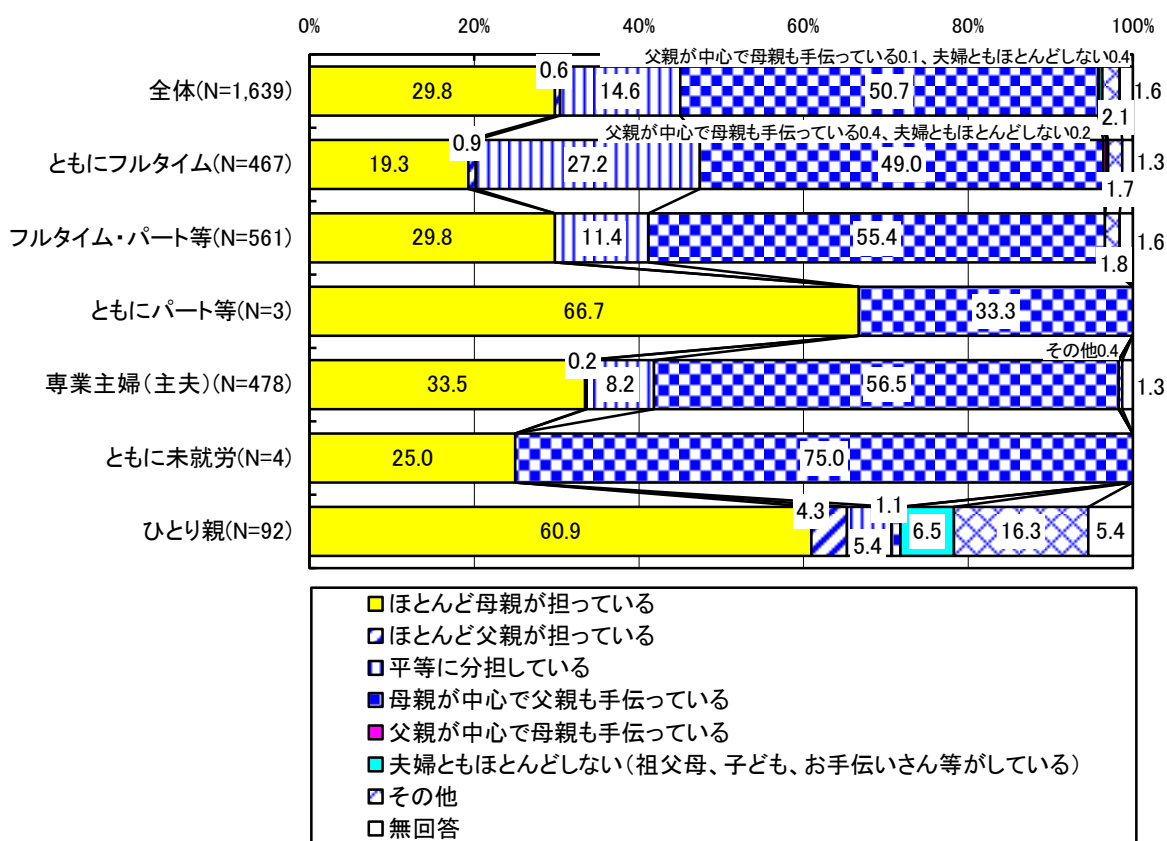 0% 20% 40% 60% 80% 100%
父親が中心で母親も手伝っている0.1、夫婦ともほとんどしない0.4
全体(N=1,639) 29.8 0.6 14.6 50.7 2.1 1.6
父親が中心で母親も手伝っている0.4、夫婦ともほとんどしない0.2
ともにフルタイム(N=467) 19.3 0.9 27.2 49.0 1.7 1.3
フルタイム・パート等(N=561) 29.8 11.4 55.4 1.8 1.6
ともにパート等(N=3) 66.7 33.3
その他0.4
専業主婦（主夫）(N=478) 33.5 0.2 8.2 56.5 1.3
ともに未就労(N=4) 25.0 75.0
ひとり親(N=92) 60.9 4.3 5.4 1.1 6.5 16.3 5.4
ほとんど母親が担っている
ほとんど父親が担っている
平等に分担している
母親が中心で父親も手伝っている
父親が中心で母親も手伝っている
夫婦ともほとんどしない（祖父母、子ども、お手伝いさん等がしている）
その他
無回答